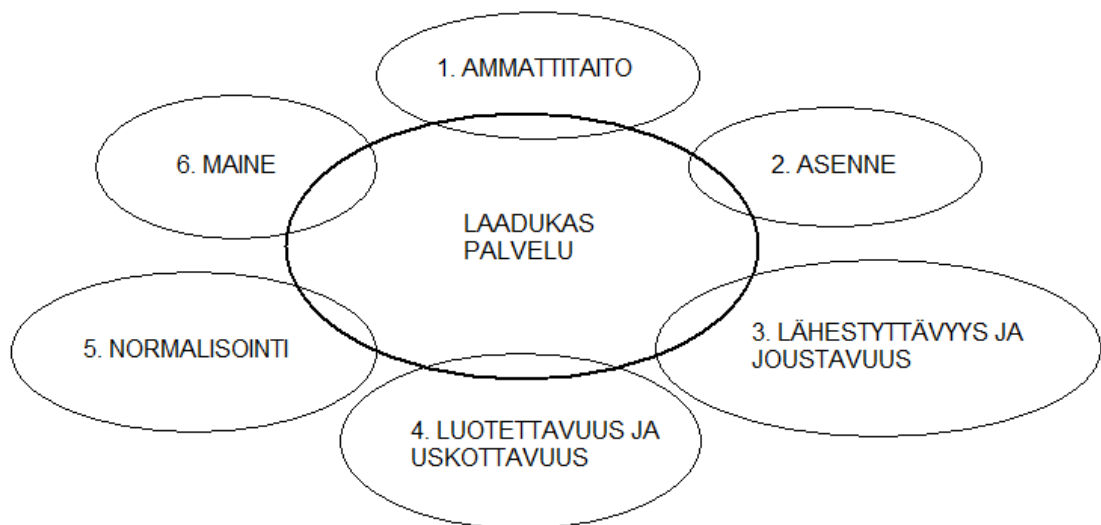 1. AMMATTITAITO
2. ASENNE
3. LÄHESTYTTÄVYYS JA
JOUSTAVUUS
4. LUOTETTAVUUS JA
USKOTTAVUUS
5. NORMALISOINTI
6. MAINE
LAADUKAS
PALVELU